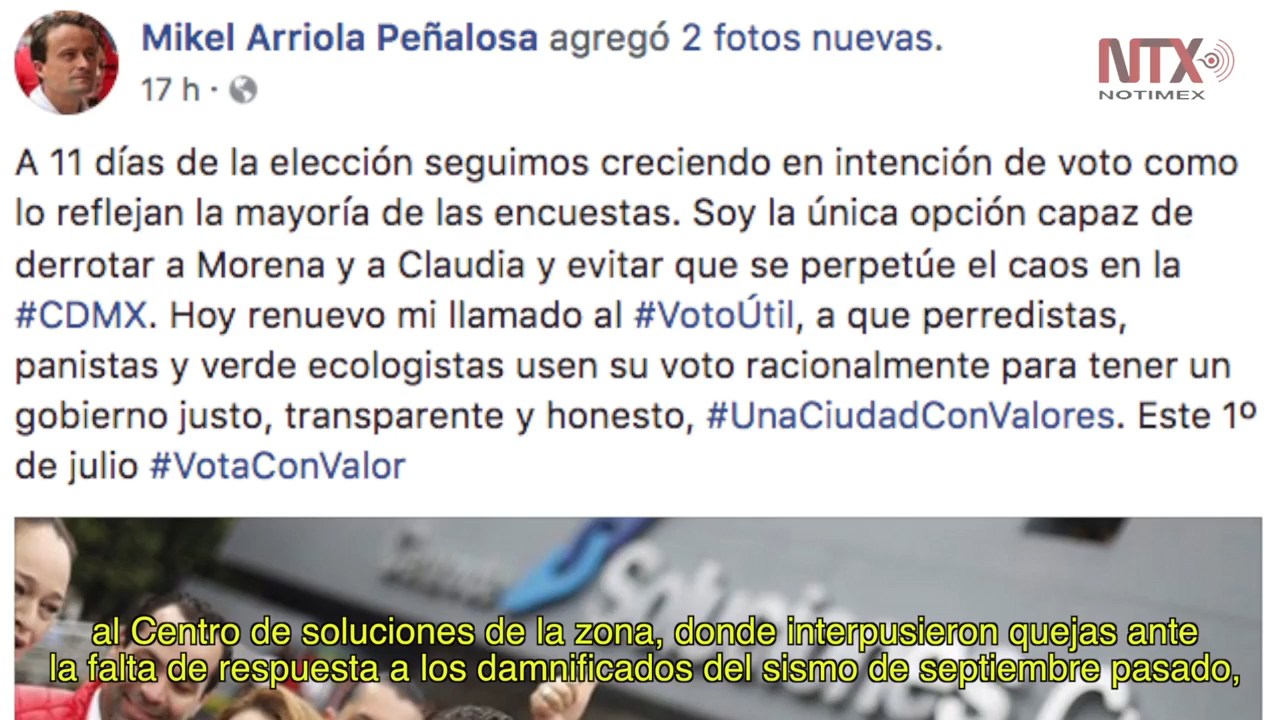 Mikel Arriola Peñalosa agregó 2 fotos nuevas.
17 h ·
NTX
NOTIMEX
A 11 días de la elección seguimos creciendo en intención de voto como
lo reflejan la mayoría de las encuestas. Soy la única opción capaz de
derrotar a Morena y a Claudia y evitar que se perpetúe el caos en la
#CDMX. Hoy renuevo mi llamado al #VotoÚtil, a que perredistas,
panistas y verde ecologistas usen su voto racionalmente para tener un
gobierno justo, transparente y honesto, #UnaCiudadConValores. Este 1º
de julio #VotaConValor
al Centro de soluciones de la zona, donde interpusieron quejas ante
la falta de respuesta a los damnificados del sismo de septiembre pasado,